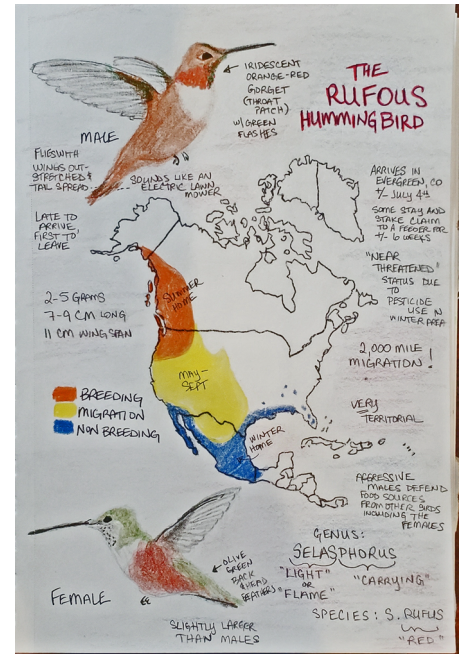 THE
RUFOUS
HUMMINGBIRD
IRIDESCENT
ORANGE-RED
GORGET
(THROAT
PATCH)
W/GREEN
FLASHES
MALE
FLIES WITH
WINGS OUT-
STRETCHED &
TAIL SPREAD
SOUNDS LIKE AN
ELECTRIC LAWN
MOWER
ARRIVES IN
EVERGREEN, CO
+/- JULY 4th
SOME STAY AND
STAKE CLAIM
TO A FEEDER FOR
+/- 6 WEEKS
LATE TO
ARRIVE,
FIRST TO
LEAVE
"NEAR
THREATENED"
STATUS DUE
TO
PESTICIDE
USE IN
WINTER AREA
SUMMER
HOME
2-5 GRAMS
7-9 CM LONG
11 CM WING SPAN
2,000 MILE
MIGRATION!
MAY-
SEPT
BREEDING
MIGRATION
NON BREEDING
VERY
TERRITORIAL
WINTER
HOME
AGGRESSIVE
MALES DEFEND
FOOD SOURCES
FROM OTHER BIRDS
INCLUDING THE
FEMALES
GENUS:
SELASPHORUS
"LIGHT"
OR
"FLAME"
"CARRYING"
OLIVE
GREEN
BACK
& HEAD
FEATHERS
FEMALE
SLIGHTLY LARGER
THAN MALES
SPECIES: S. RUFUS
"RED"